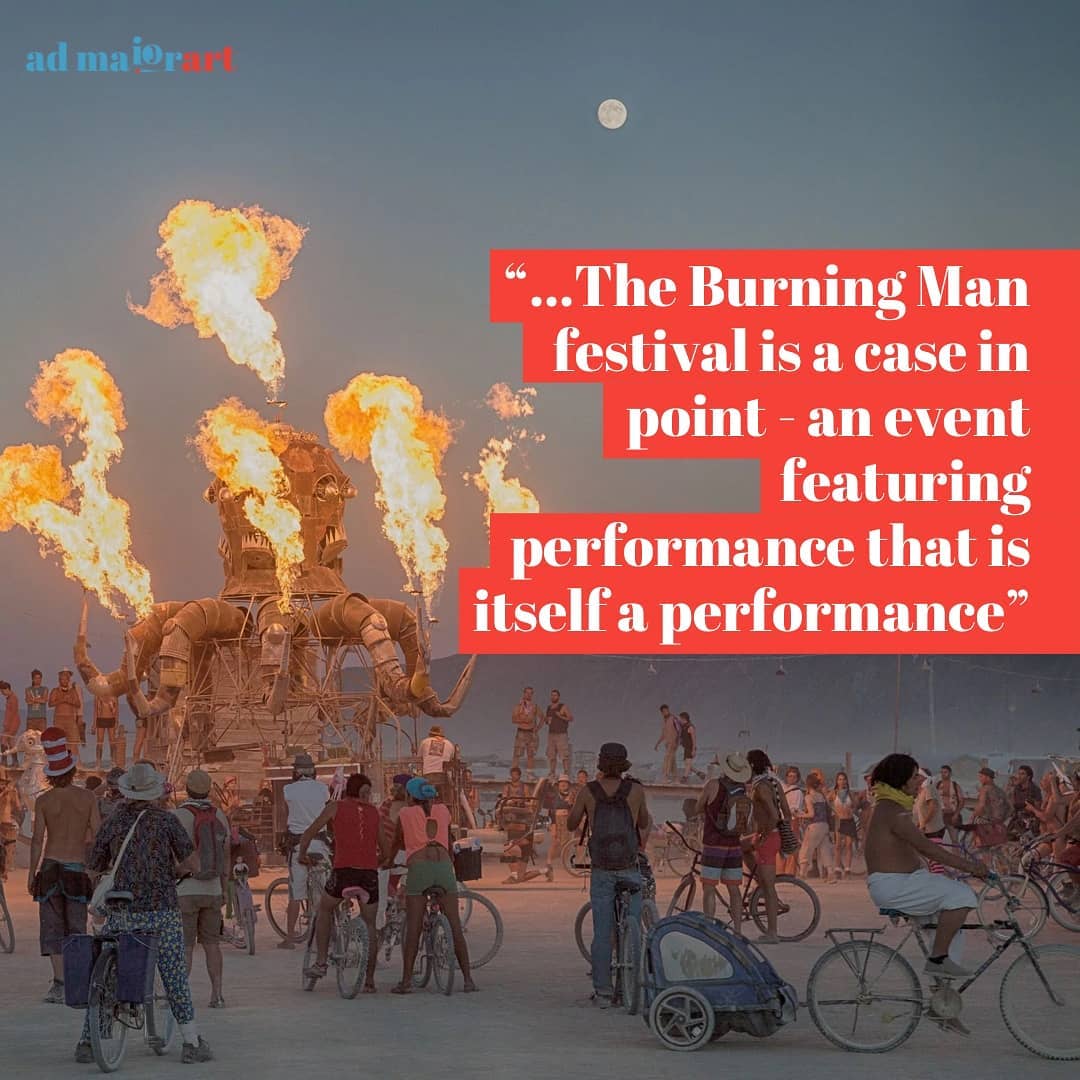 ad maiorart
“...The Burning Man
festival is a case in
point - an event
featuring
performance that is
itself a performance”